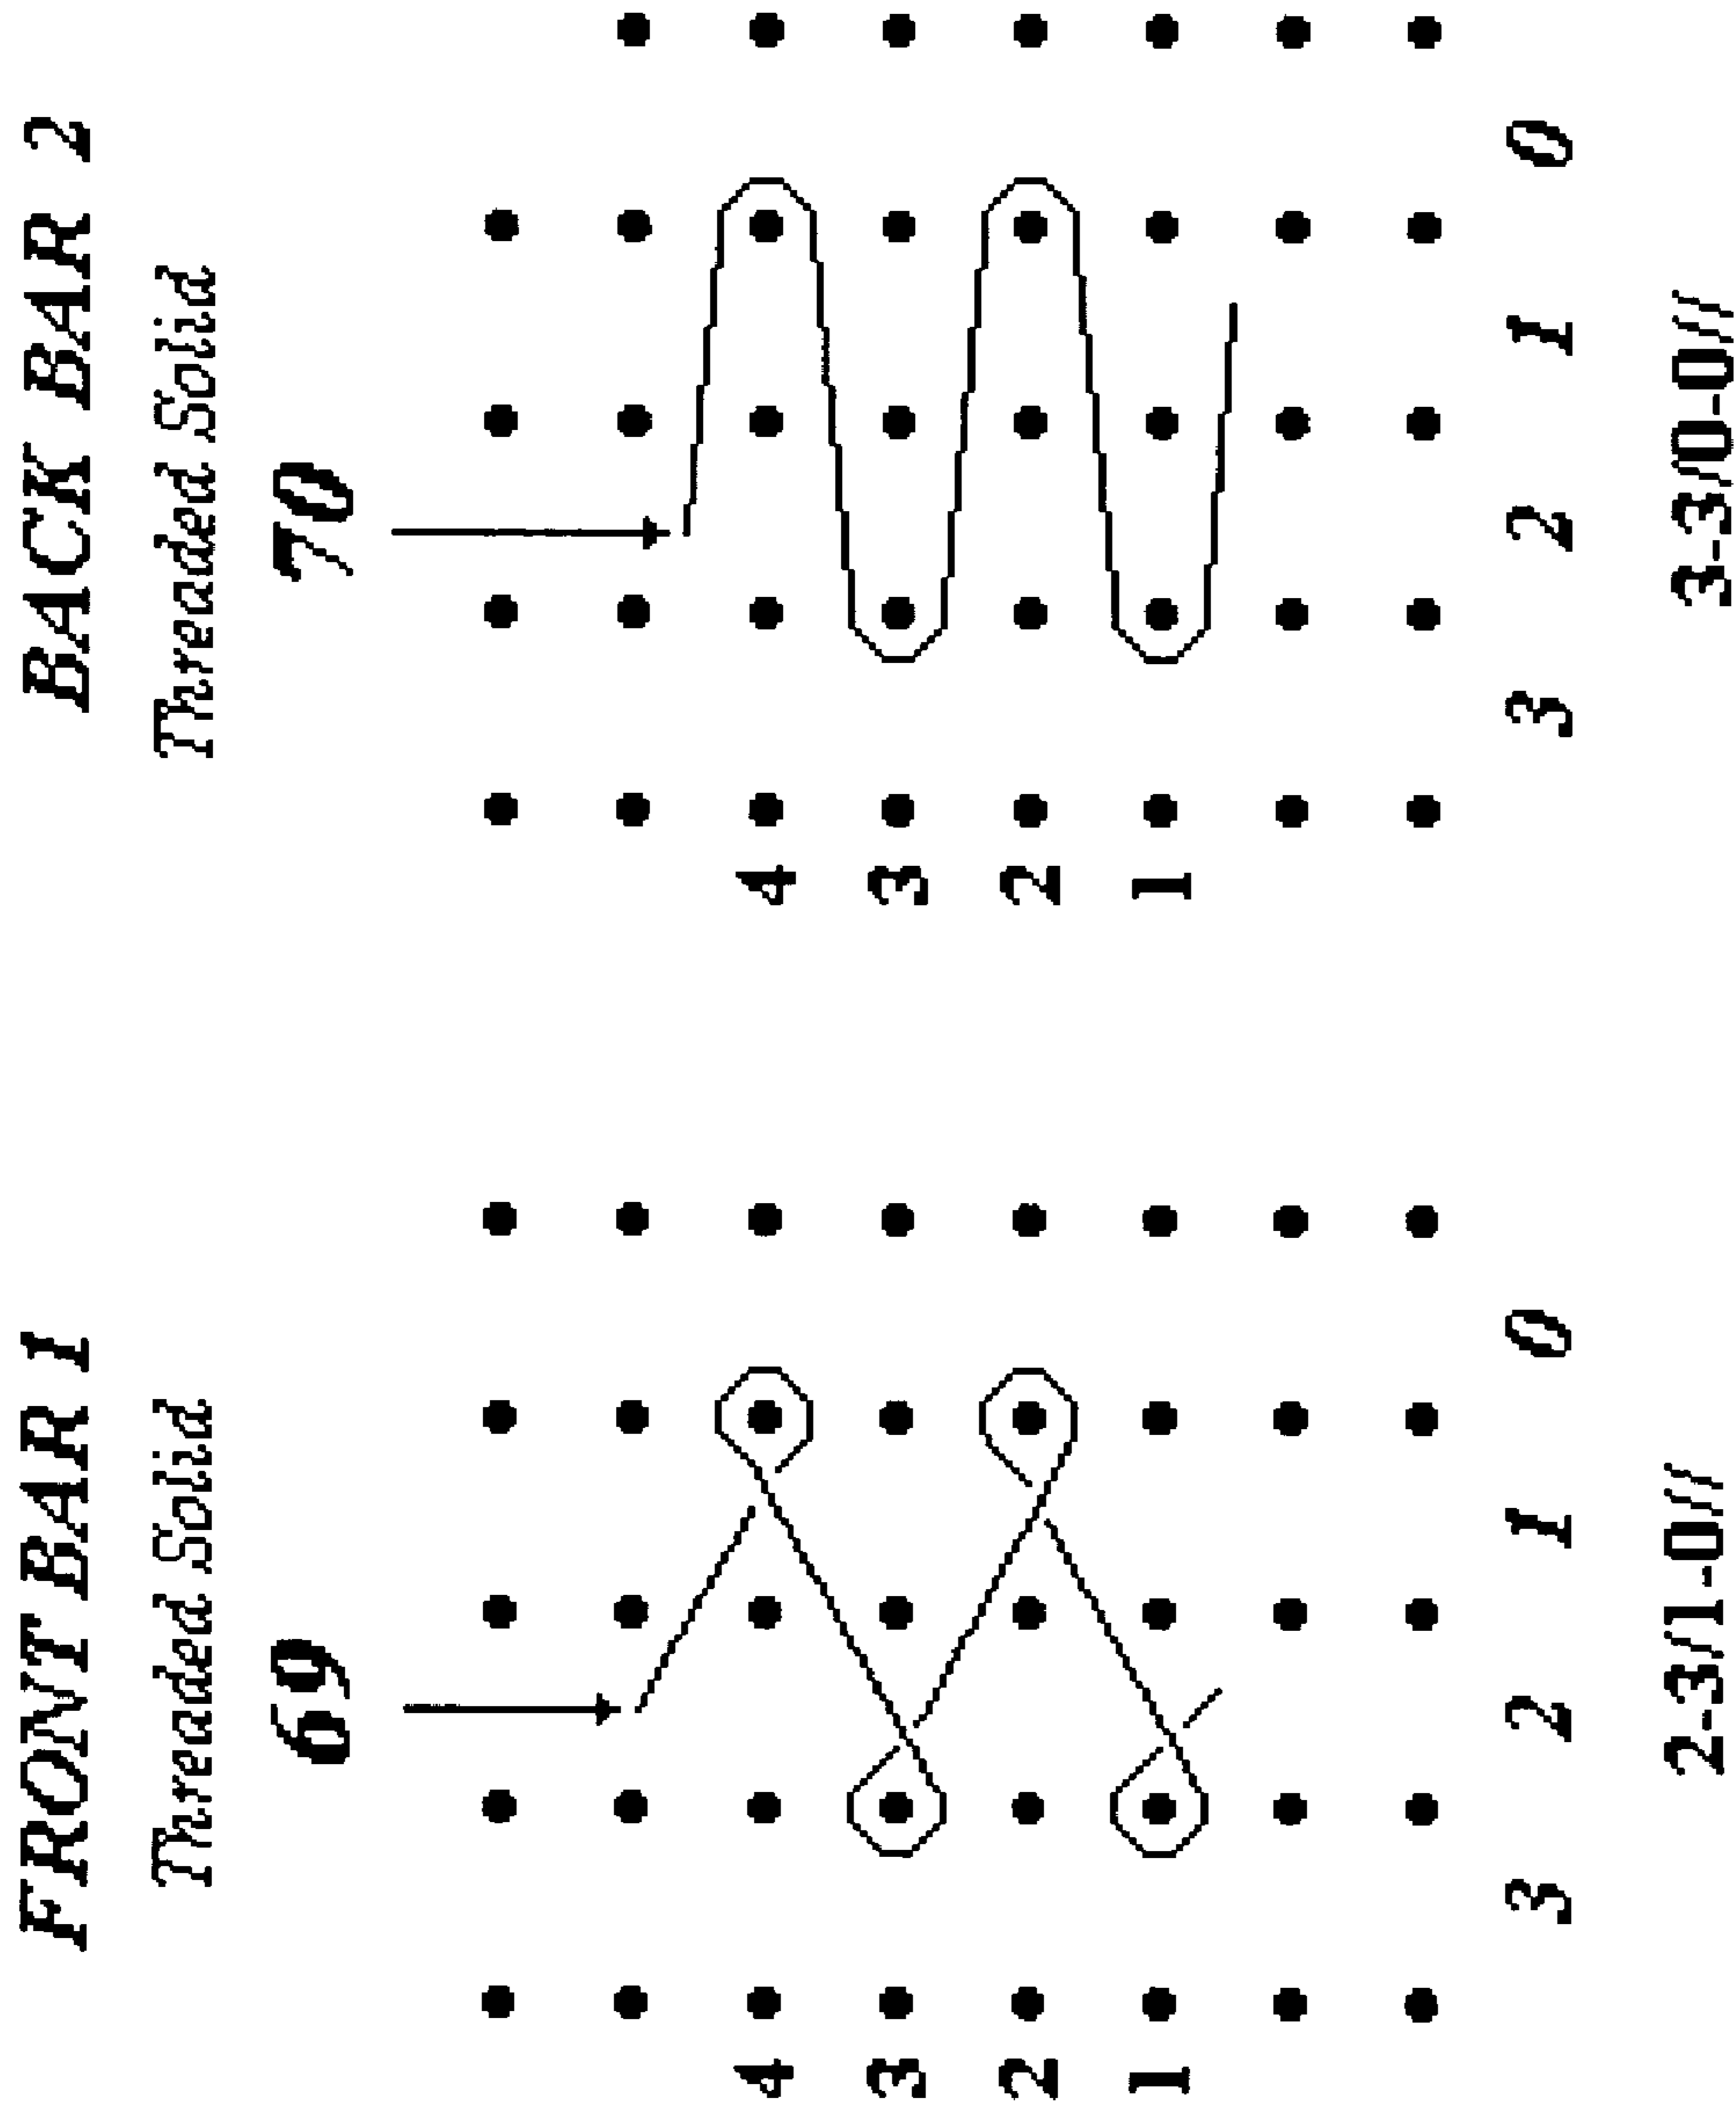 FRONT BAR 1
Threaded Solid
69
4
3
2
1
3 2 1 0
2-3/1-0//
BACK BAR 2
Threaded Solid
70
4
3
2
1
3 2 1 0
3-3/0-0//